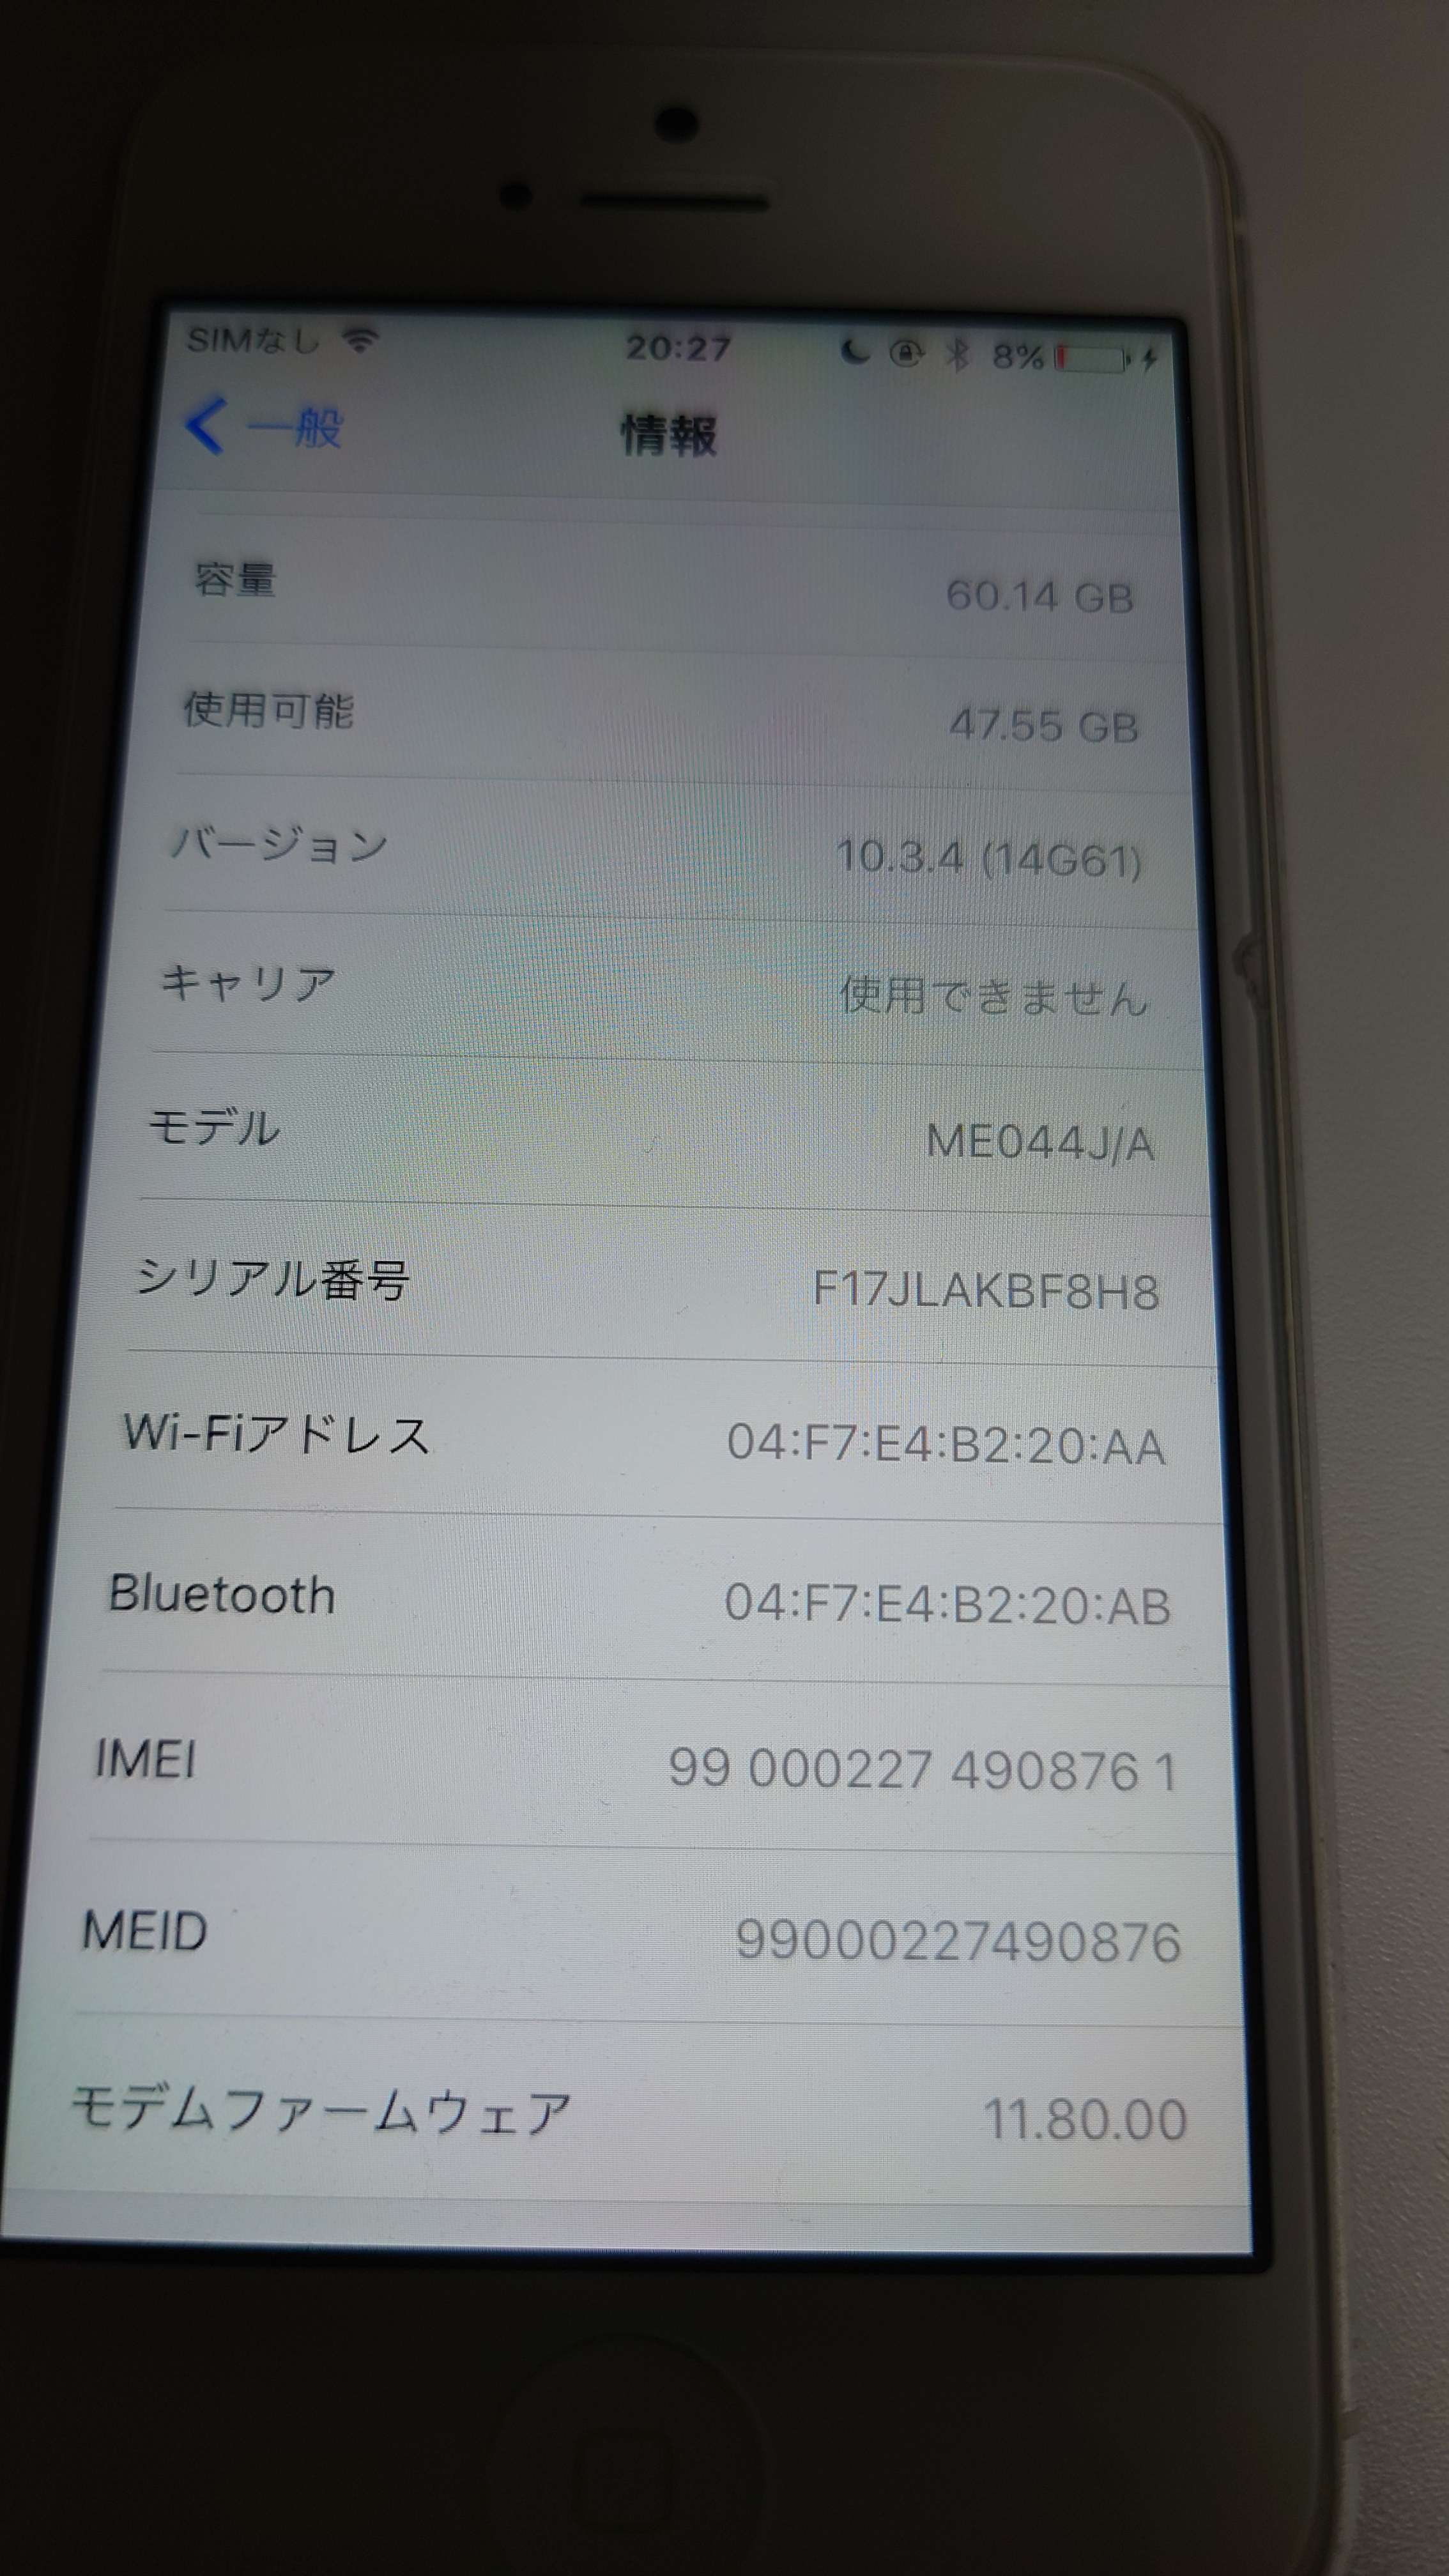 SIMなし 20:27 8%
一般 情報
容量 60.14 GB
使用可能 47.55 GB
バージョン 10.3.4 (14G61)
キャリア 使用できません
モデル ME044J/A
シリアル番号 F17JLAKBF8H8
Wi-Fiアドレス 04:F7:E4:B2:20:AA
Bluetooth 04:F7:E4:B2:20:AB
IMEI 99 000227 490876 1
MEID 99000227490876
モデムファームウェア 11.80.00